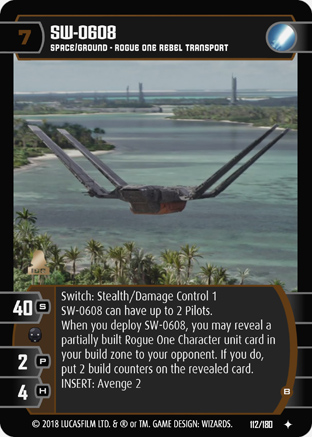 7
SW-0608
SPACE/GROUND • ROGUE ONE REBEL TRANSPORT
40 S
2 P
4 H
Switch: Stealth/Damage Control 1
SW-0608 can have up to 2 Pilots.
When you deploy SW-0608, you may reveal a
partially built Rogue One Character unit card in
your build zone to your opponent. If you do,
put 2 build counters on the revealed card.
INSERT: Avenge 2
B
© 2018 LUCASFILM LTD. & ® or TM. GAME DESIGN: WIZARDS.
112/180